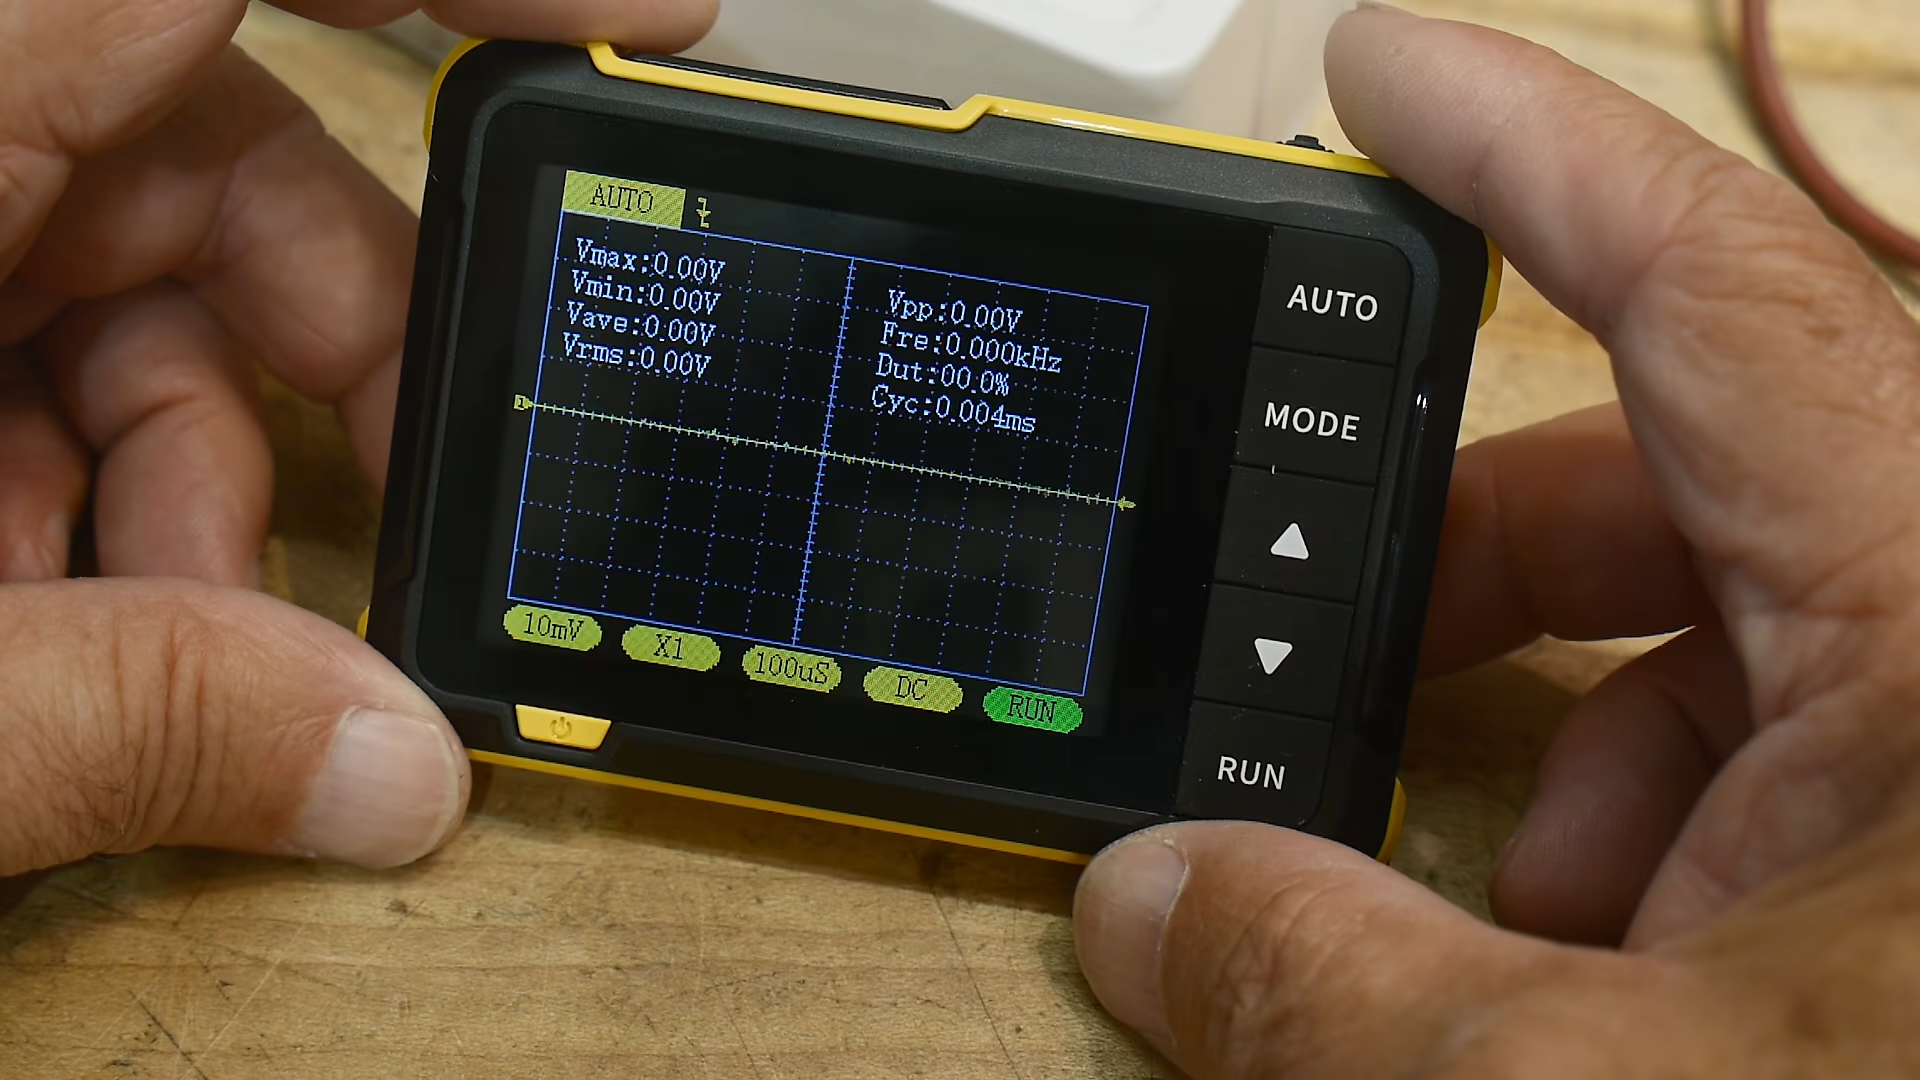 AUTO
Vmax:0.00V
Vmin:0.00V
Vave:0.00V
Vrms:0.00V
Vpp:0.00V
Fre:0.000kHz
Dut:00.0%
Cyc:0.004ms
1
10mV
X1
100uS
DC
RUN
AUTO
MODE
RUN